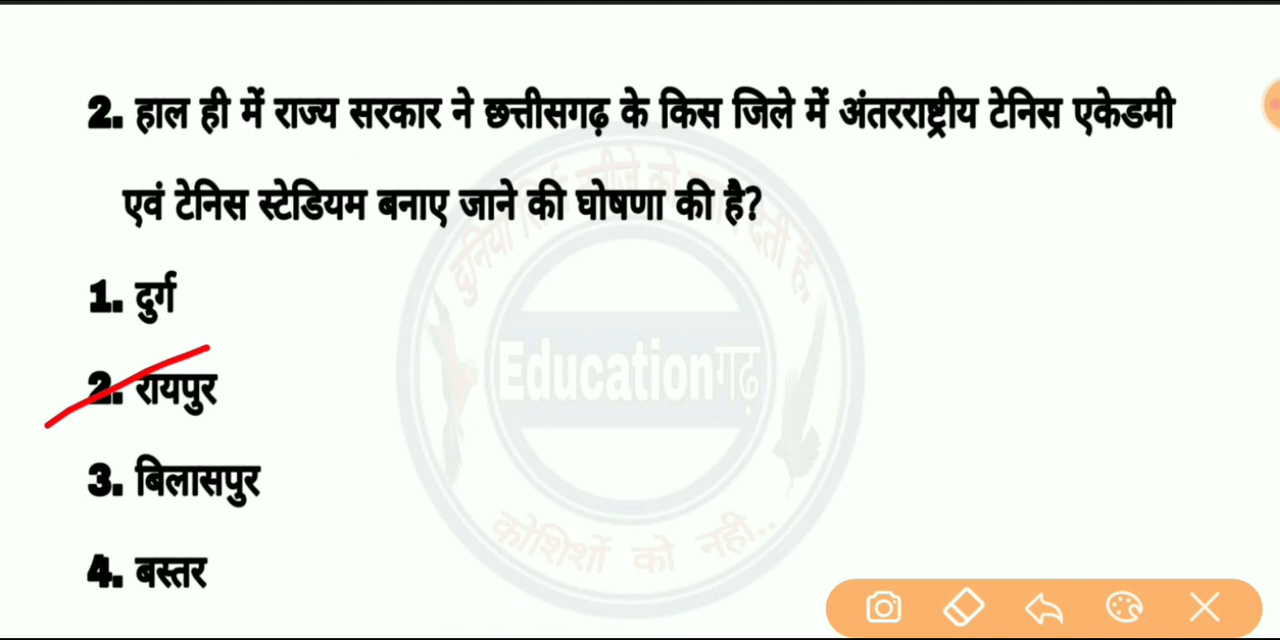 2. हाल ही में राज्य सरकार ने छत्तीसगढ़ के किस जिले में अंतरराष्ट्रीय टेनिस एकेडमी
एवं टेनिस स्टेडियम बनाए जाने की घोषणा की है?
1. दुर्ग
2. रायपुर
Educationगढ़
3. बिलासपुर
कोशिशों को नहीं..
4. बस्तर